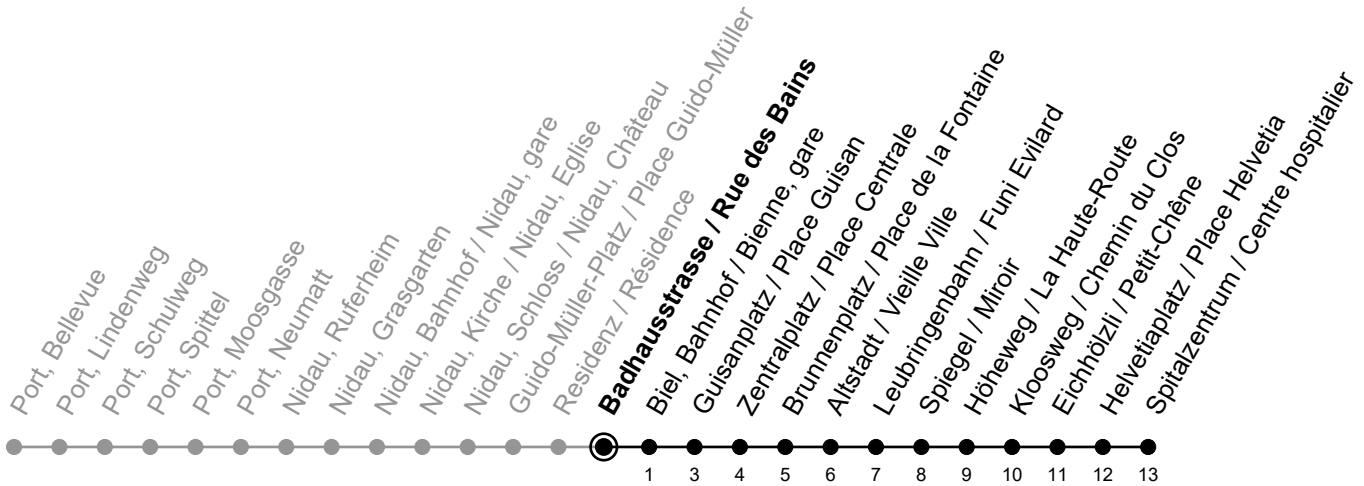 Port, Bellevue
Port, Lindenweg
Port, Schulweg
Port, Spittel
Port, Moosgasse
Port, Neumatt
Nidau, Ruferheim
Nidau, Grasgarten
Nidau, Bahnhof / Nidau, gare
Nidau, Kirche / Nidau, Eglise
Nidau, Schloss / Nidau, Château
Guido-Müller-Platz / Place Guido-Müller
Residenz / Résidence
Badhausstrasse / Rue des Bains
Biel, Bahnhof / Bienne, gare
Guisanplatz / Place Guisan
Zentralplatz / Place Centrale
Brunnenplatz / Place de la Fontaine
Altstadt / Vieille Ville
Leubringenbahn / Funi Evilard
Spiegel / Miroir
Höheweg / La Haute-Route
Kloosweg / Chemin du Clos
Eichhölzli / Petit-Chêne
Helvetiaplatz / Place Helvetia
Spitalzentrum / Centre hospitalier
1 3 4 5 6 7 8 9 10 11 12 13